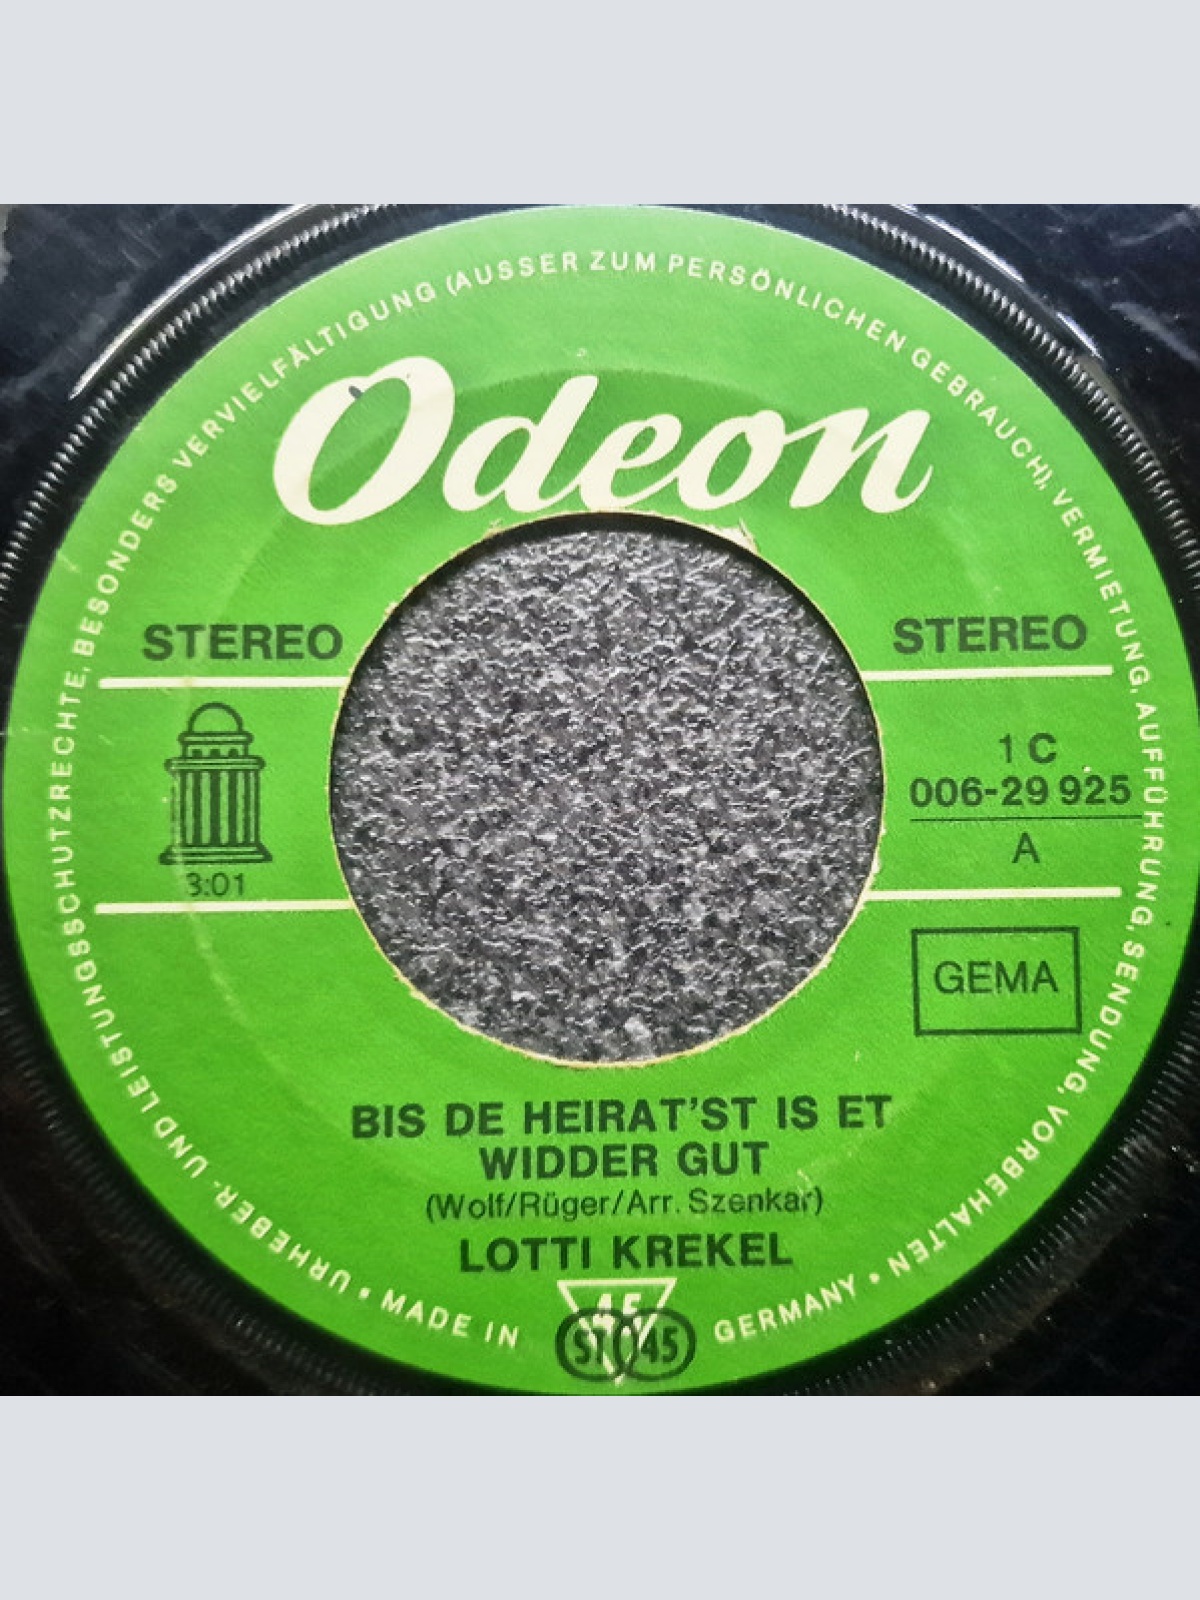 URHEBER- UND LEISTUNGSSCHUTZRECHTE, BESONDERS VERVIELFÄLTIGUNG (AUSSER ZUM PERSÖNLICHEN GEBRAUCH), VERMIETUNG, AUFFÜHRUNG, SENDUNG, VORBEHALTEN •
Odeon
STEREO
STEREO
3:01
1 C
006-29 925
A
GEMA
BIS DE HEIRAT'ST IS ET
WIDDER GUT
(Wolf/Rüger/Arr. Szenkar)
LOTTI KREKEL
45
ST 45
• MADE IN GERMANY